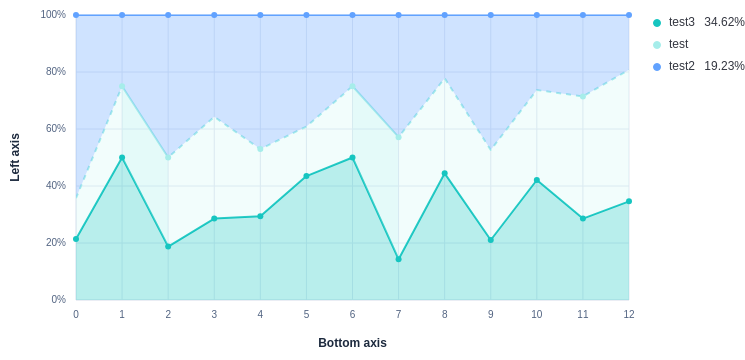 100%
80%
60%
40%
20%
0%
Left axis
0 1 2 3 4 5 6 7 8 9 10 11 12
Bottom axis
test3 34.62%
test
test2 19.23%